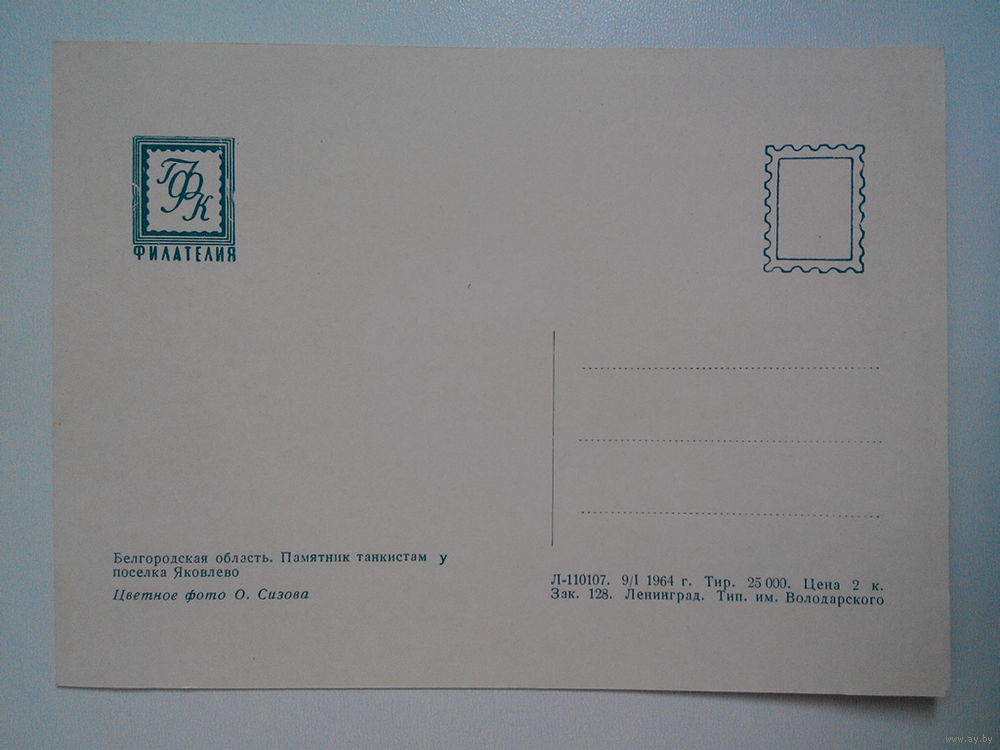 ГФК
ФИЛАТЕЛИЯ
Белгородская область. Памятник танкистам у
поселка Яковлево
Цветное фото О. Сизова
Л-110107. 9/I 1964 г. Тир. 25 000. Цена 2 к.
Зак. 128. Ленинград. Тип. им. Володарского
www.ay.by